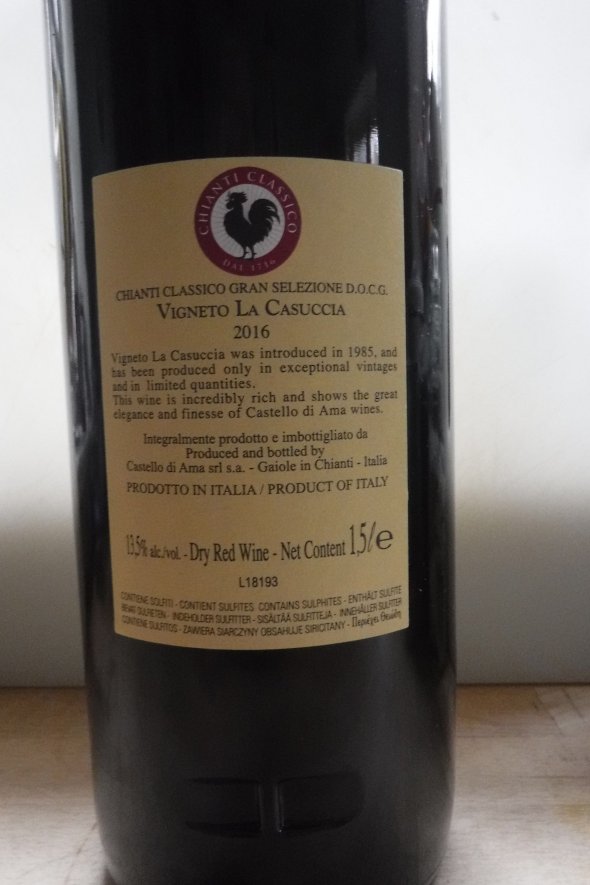 CHIANTI CLASSICO
DAL 1716
CHIANTI CLASSICO GRAN SELEZIONE D.O.C.G.
VIGNETO LA CASUCCIA
2016
Vigneto La Casuccia was introduced in 1985, and
has been produced only in exceptional vintages
and in limited quantities.
This wine is incredibly rich and shows the great
elegance and finesse of Castello di Ama wines.
Integralmente prodotto e imbottigliato da
Produced and bottled by
Castello di Ama srl s.a. - Gaiole in Chianti - Italia
PRODOTTO IN ITALIA / PRODUCT OF ITALY
13,5% alc./vol. - Dry Red Wine - Net Content 1,5 l e
L18193
CONTIENE SOLFITI - CONTIENT SULFITES CONTAINS SULPHITES - ENTHÄLT SULFITE
BEVAT SULFIETEN - INDEHOLDER SULFITTER - SISÄLTÄÄ SULFITTEJA - INNEHÅLLER SULFITER
CONTIENE SULFITOS - ZAWIERA SIARCZYNY OBSAHUJE SIRICITANY - Περιέχει Θειώδη